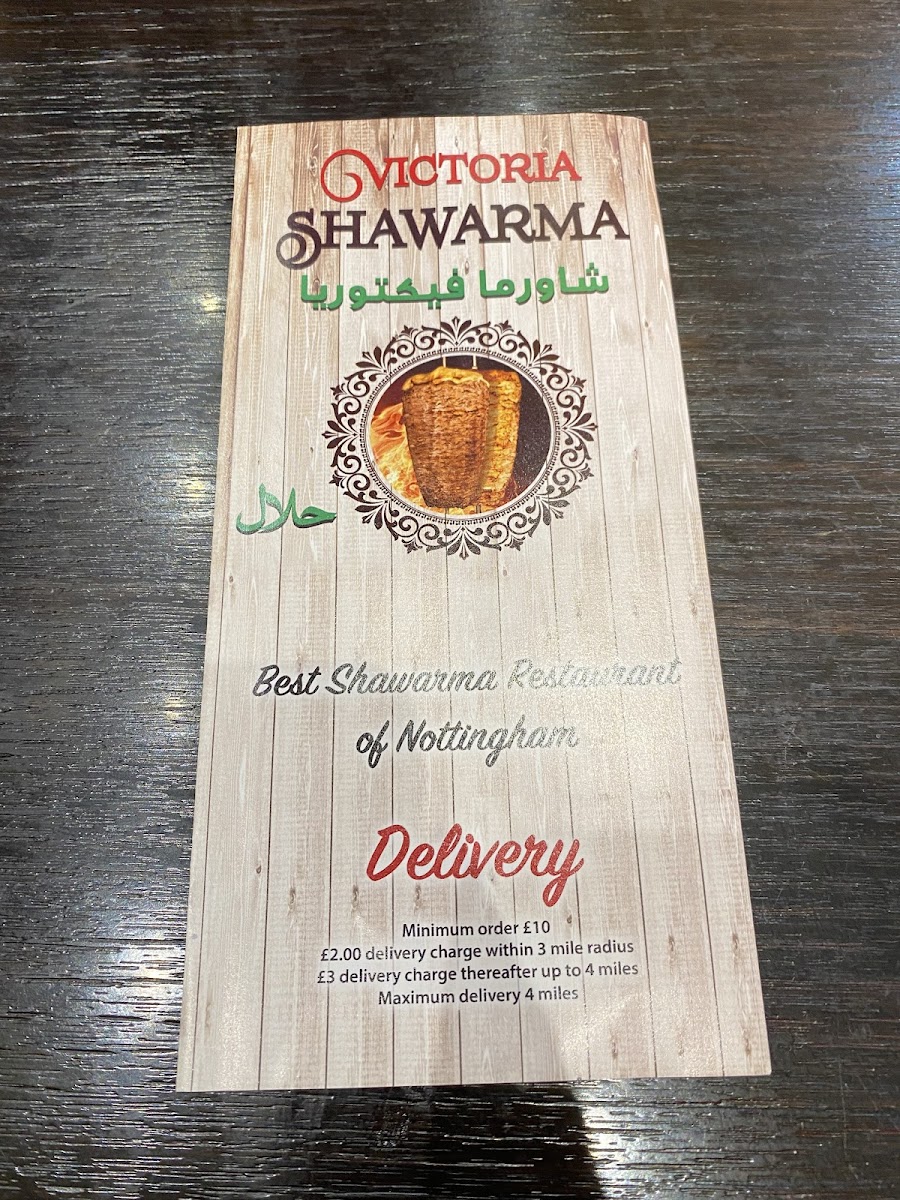 VICTORIA
SHAWARMA
شاورما فيكتوريا
حلال
Best Shawarma Restaurant
of Nottingham
Delivery
Minimum order £10
£2.00 delivery charge within 3 mile radius
£3 delivery charge thereafter up to 4 miles
Maximum delivery 4 miles